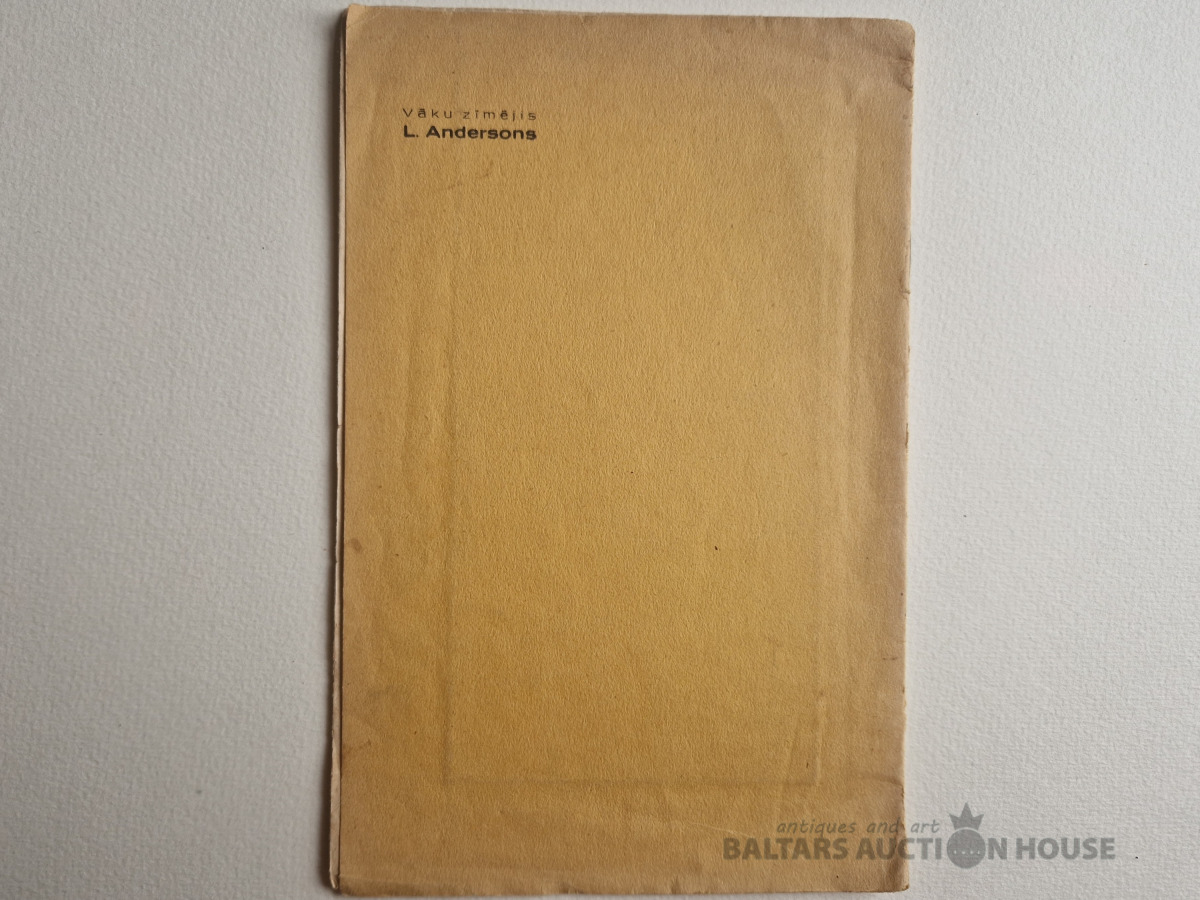 Vāku zīmējis
L. Andersons
antiques and art
BALTARS AUCTION HOUSE